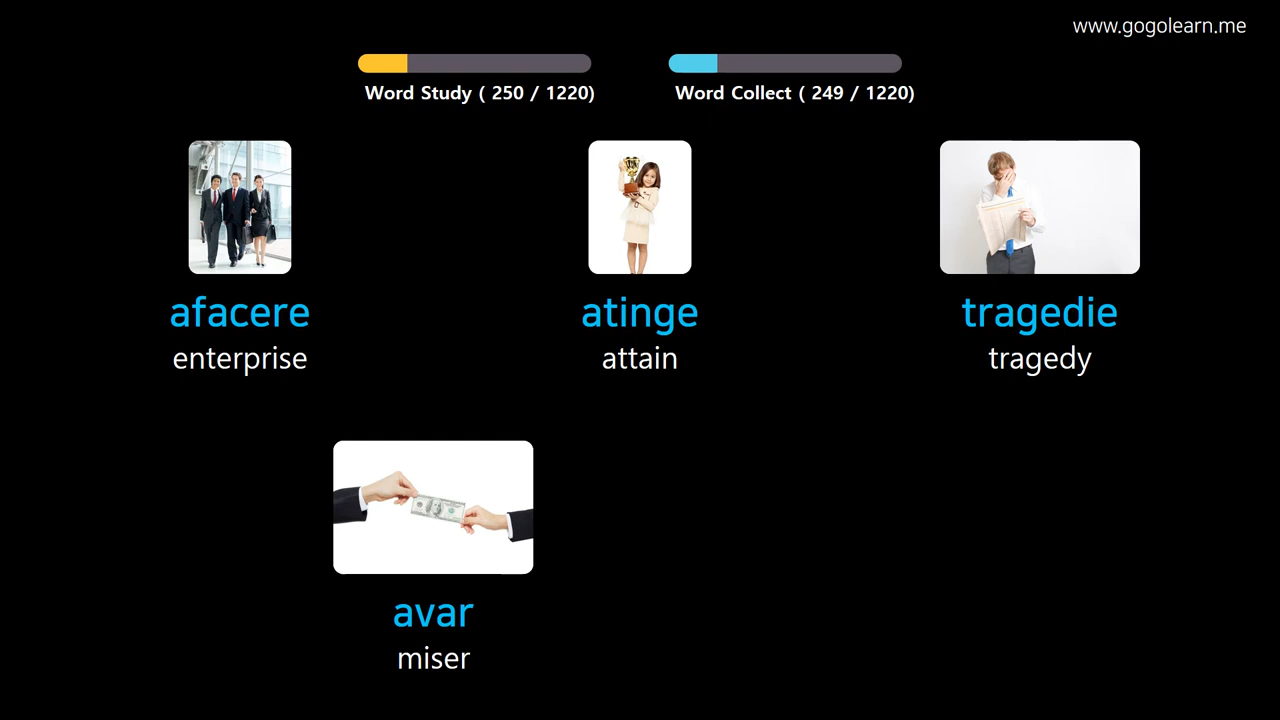 www.gogolearn.me
Word Study ( 250 / 1220)
Word Collect ( 249 / 1220)
afacere
enterprise
atinge
attain
tragedie
tragedy
avar
miser